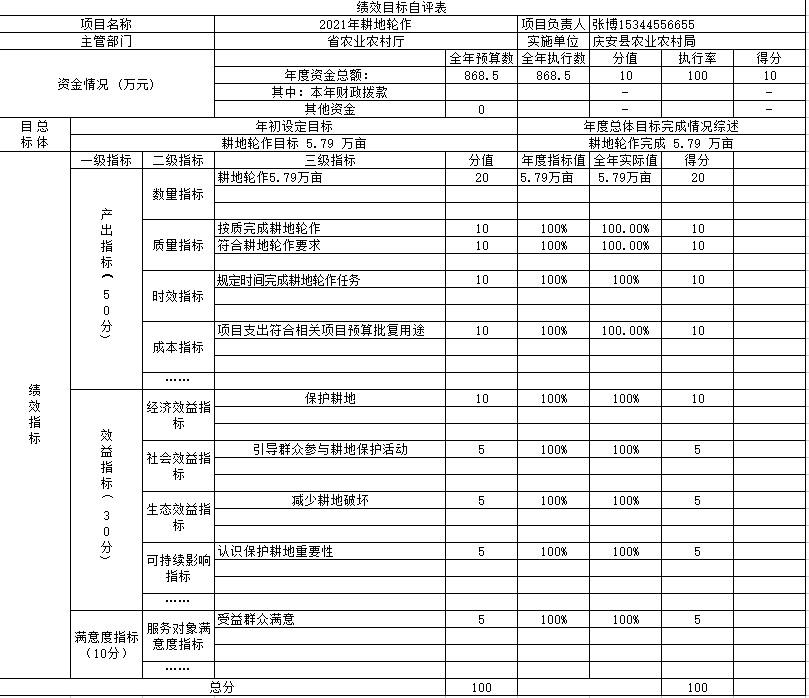 绩效目标自评表
项目名称 2021年耕地轮作 项目负责人 张博15344556655
主管部门 省农业农村厅 实施单位 庆安县农业农村局
资金情况（万元） 全年预算数 全年执行数 分值 执行率 得分
年度资金总额： 868.5 868.5 10 100 10
其中：本年财政拨款 － －
其他资金 0 － －
总体目标 年初设定目标 年度总体目标完成情况综述
耕地轮作目标 5.79 万亩 耕地轮作完成 5.79 万亩
绩效指标 一级指标 二级指标 三级指标 分值 年度指标值 全年实际值 得分
产出指标（50分） 数量指标 耕地轮作5.79万亩 20 5.79万亩 5.79万亩 20
质量指标 按质完成耕地轮作 10 100% 100.00% 10
符合耕地轮作要求 10 100% 100.00% 10
时效指标 规定时间完成耕地轮作任务 10 100% 100% 10
成本指标 项目支出符合相关项目预算批复用途 10 100% 100.00% 10
……
效益指标（30分） 经济效益指标 保护耕地 10 100% 100% 10
社会效益指标 引导群众参与耕地保护活动 5 100% 100% 5
生态效益指标 减少耕地破坏 5 100% 100% 5
可持续影响指标 认识保护耕地重要性 5 100% 100% 5
……
满意度指标（10分） 服务对象满意度指标 受益群众满意 5 100% 100% 5
……
总分 100 100